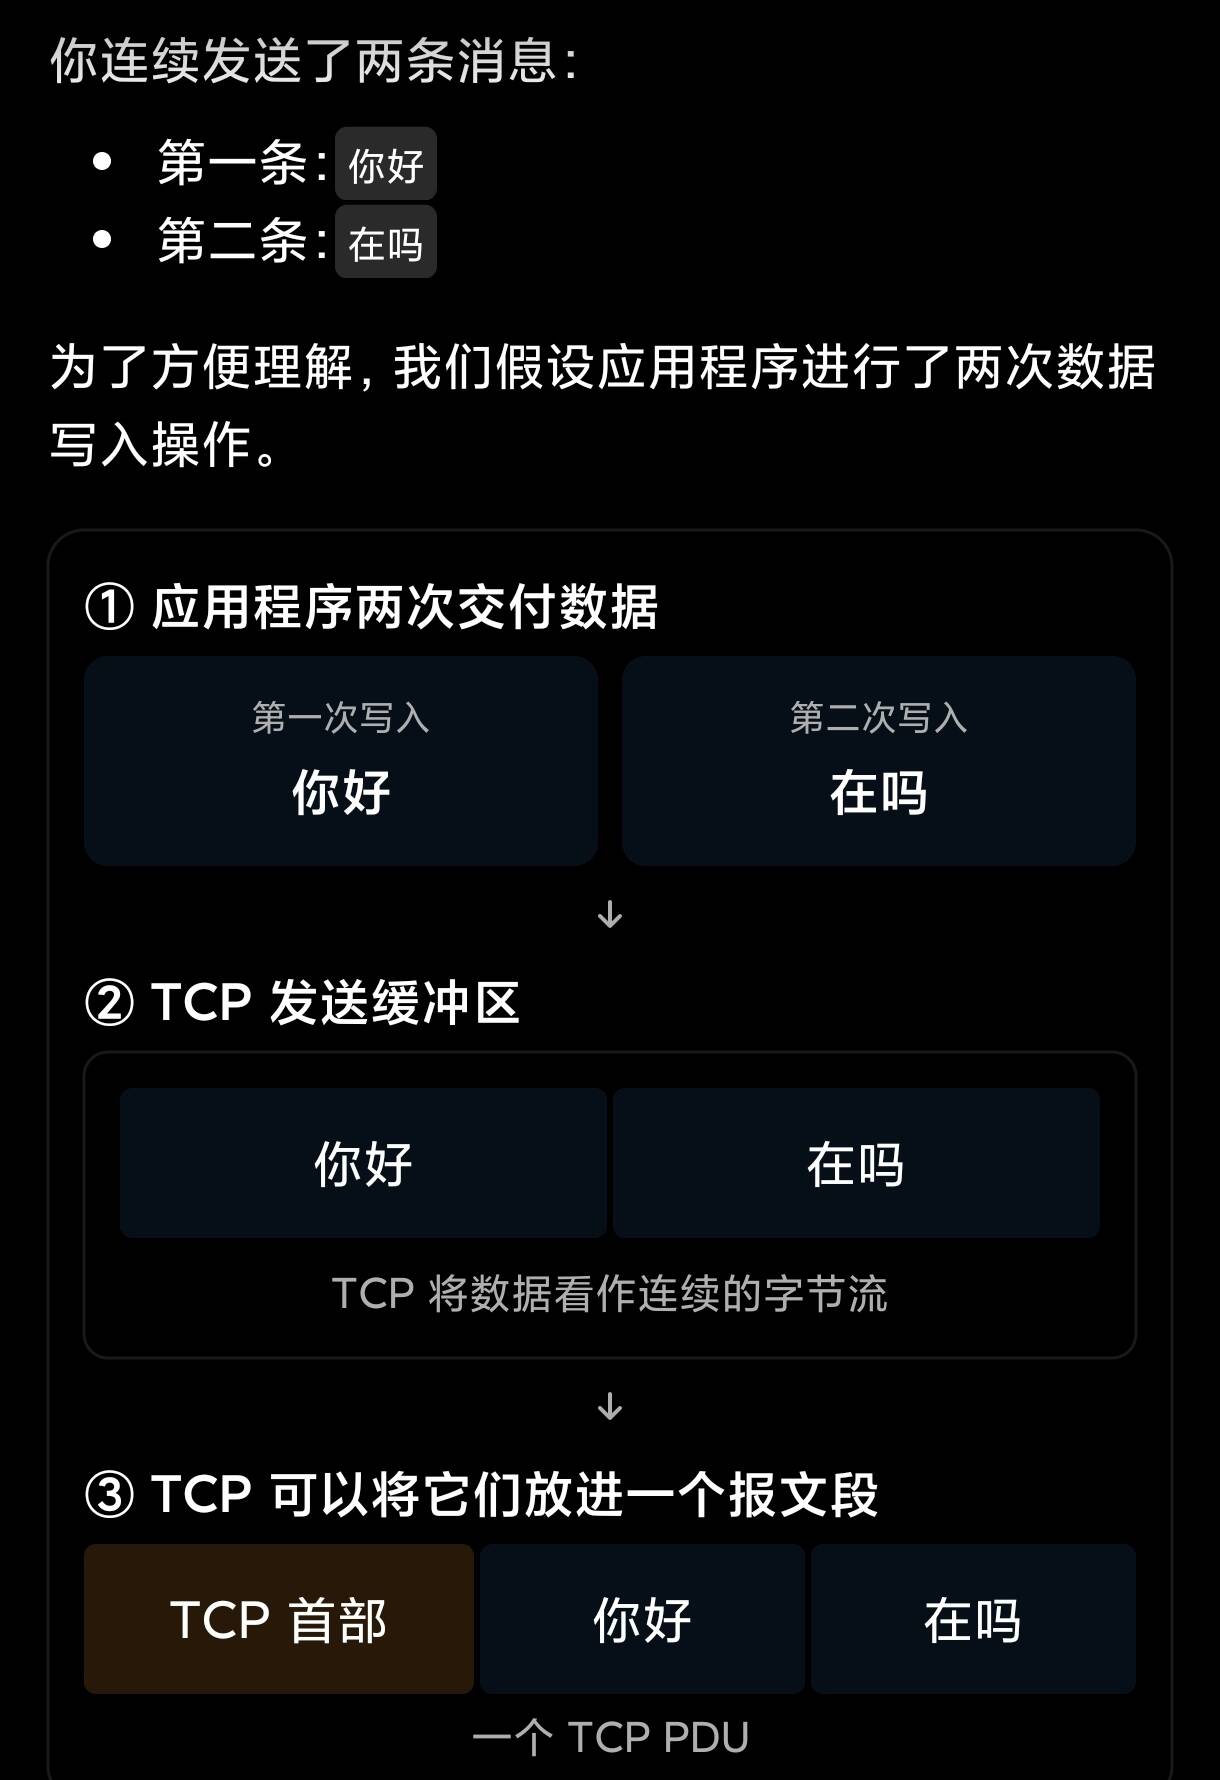 你连续发送了两条消息：
• 第一条：你好
• 第二条：在吗
为了方便理解，我们假设应用程序进行了两次数据
写入操作。
① 应用程序两次交付数据
第一次写入 第二次写入
你好 在吗
↓
② TCP 发送缓冲区
你好 在吗
TCP 将数据看作连续的字节流
↓
③ TCP 可以将它们放进一个报文段
TCP 首部 你好 在吗
一个 TCP PDU